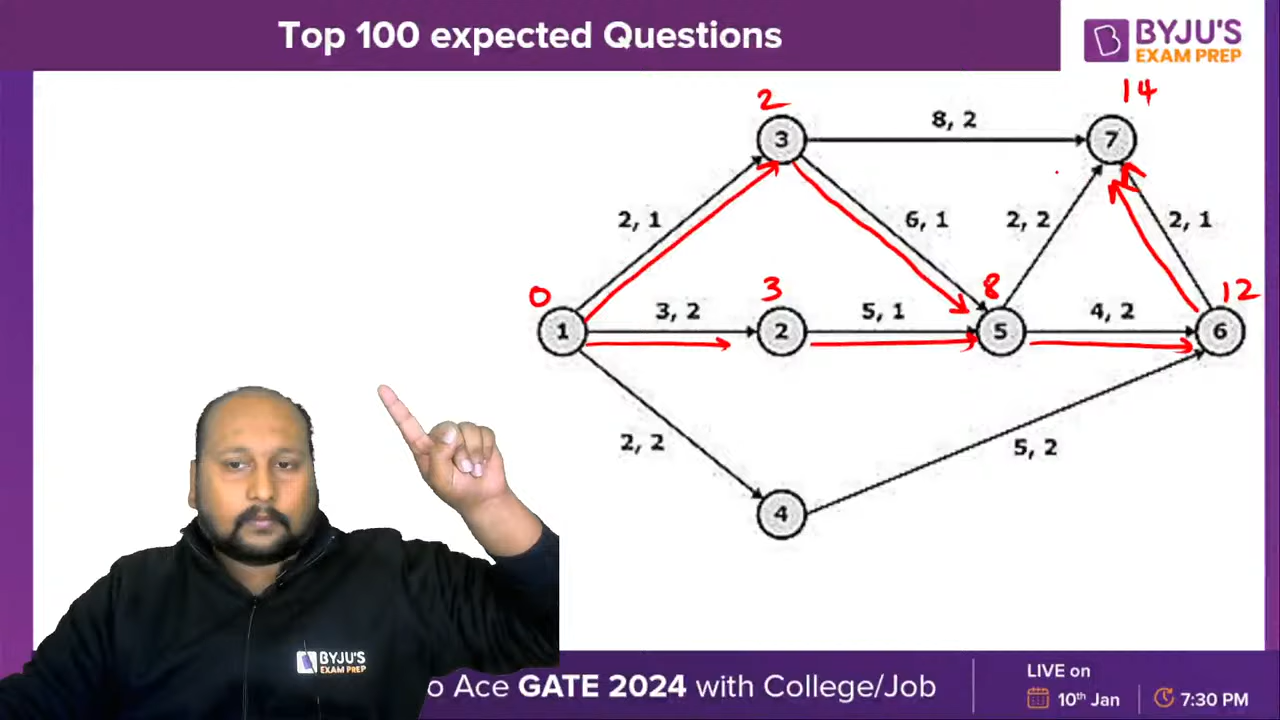 Top 100 expected Questions
BYJU'S
EXAM PREP
2
14
3
8, 2
7
2, 1
6, 1
2, 2
2, 1
0
3
8
12
1
3, 2
2
5, 1
5
4, 2
6
2, 2
5, 2
4
BYJU'S
EXAM PREP
o Ace GATE 2024 with College/Job
LIVE on
10th Jan
7:30 PM